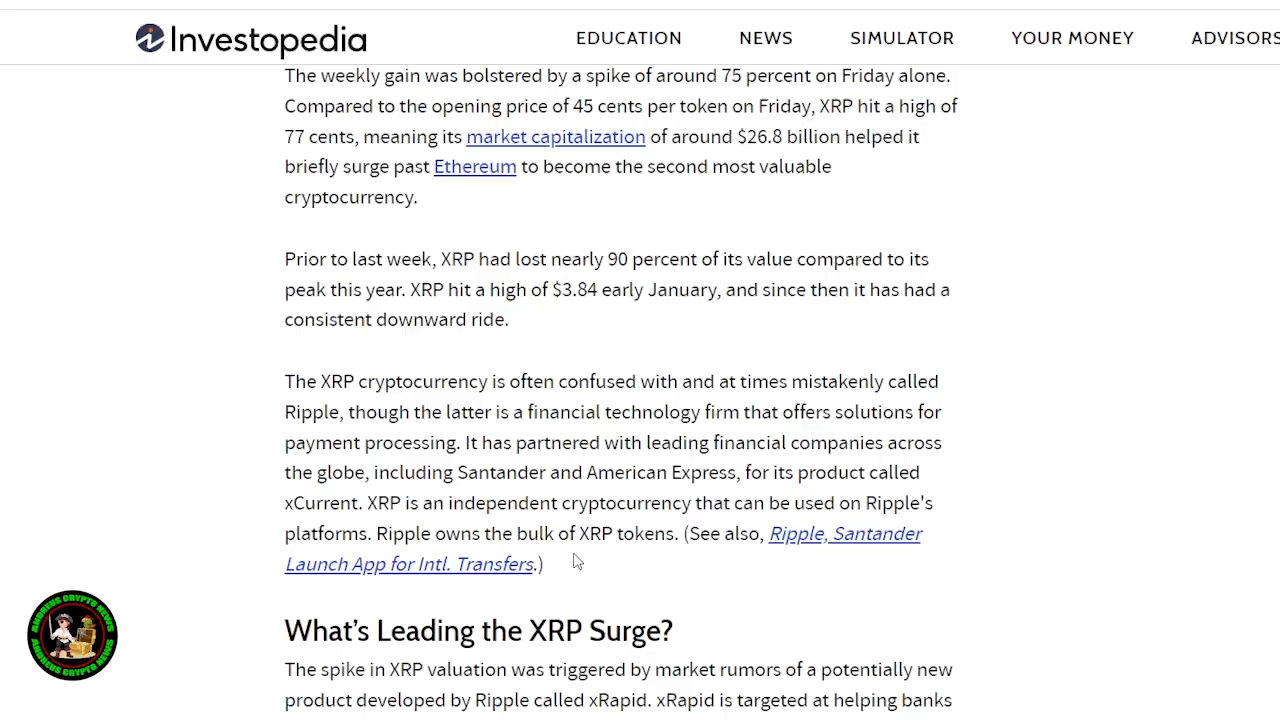 Investopedia
EDUCATION NEWS SIMULATOR YOUR MONEY ADVISORS
The weekly gain was bolstered by a spike of around 75 percent on Friday alone.
Compared to the opening price of 45 cents per token on Friday, XRP hit a high of
77 cents, meaning its market capitalization of around $26.8 billion helped it
briefly surge past Ethereum to become the second most valuable
cryptocurrency.
Prior to last week, XRP had lost nearly 90 percent of its value compared to its
peak this year. XRP hit a high of $3.84 early January, and since then it has had a
consistent downward ride.
The XRP cryptocurrency is often confused with and at times mistakenly called
Ripple, though the latter is a financial technology firm that offers solutions for
payment processing. It has partnered with leading financial companies across
the globe, including Santander and American Express, for its product called
xCurrent. XRP is an independent cryptocurrency that can be used on Ripple's
platforms. Ripple owns the bulk of XRP tokens. (See also, Ripple, Santander
Launch App for Intl. Transfers.)
ANDREUS CRYPTO NEWS
ANDREUS CRYPTO NEWS
What’s Leading the XRP Surge?
The spike in XRP valuation was triggered by market rumors of a potentially new
product developed by Ripple called xRapid. xRapid is targeted at helping banks